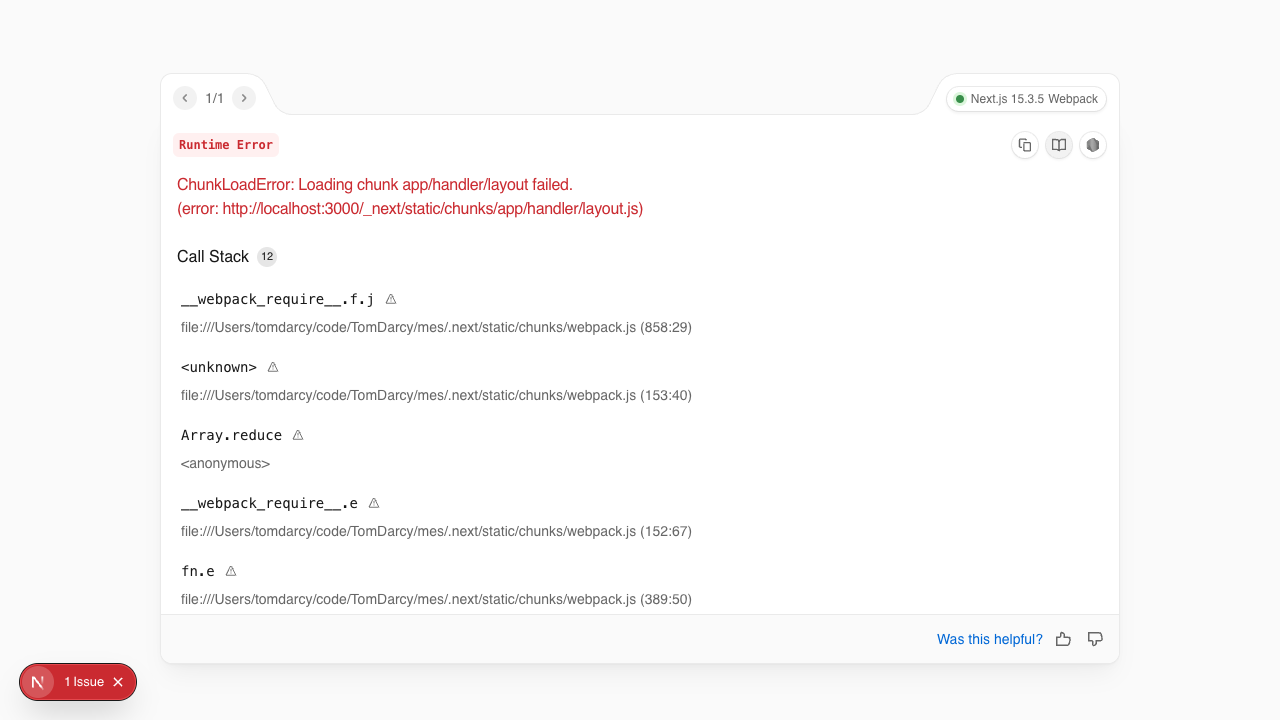 1/1
Next.js 15.3.5 Webpack
Runtime Error
ChunkLoadError: Loading chunk app/handler/layout failed.
(error: http://localhost:3000/_next/static/chunks/app/handler/layout.js)
Call Stack 12
__webpack_require__.f.j
file:///Users/tomdarcy/code/TomDarcy/mes/.next/static/chunks/webpack.js (858:29)
<unknown>
file:///Users/tomdarcy/code/TomDarcy/mes/.next/static/chunks/webpack.js (153:40)
Array.reduce
<anonymous>
__webpack_require__.e
file:///Users/tomdarcy/code/TomDarcy/mes/.next/static/chunks/webpack.js (152:67)
fn.e
file:///Users/tomdarcy/code/TomDarcy/mes/.next/static/chunks/webpack.js (389:50)
Was this helpful?
1 Issue